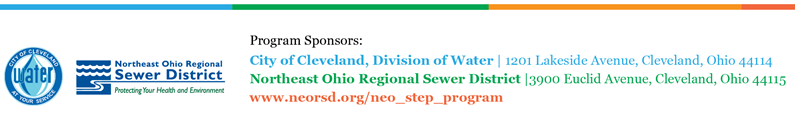 Program Sponsors:
City of Cleveland, Division of Water | 1201 Lakeside Avenue, Cleveland, Ohio 44114
Northeast Ohio Regional Sewer District |3900 Euclid Avenue, Cleveland, Ohio 44115
www.neorsd.org/neo_step_program
CITY OF CLEVELAND
water
AT YOUR SERVICE
Northeast Ohio Regional
Sewer District
Protecting Your Health and Environment